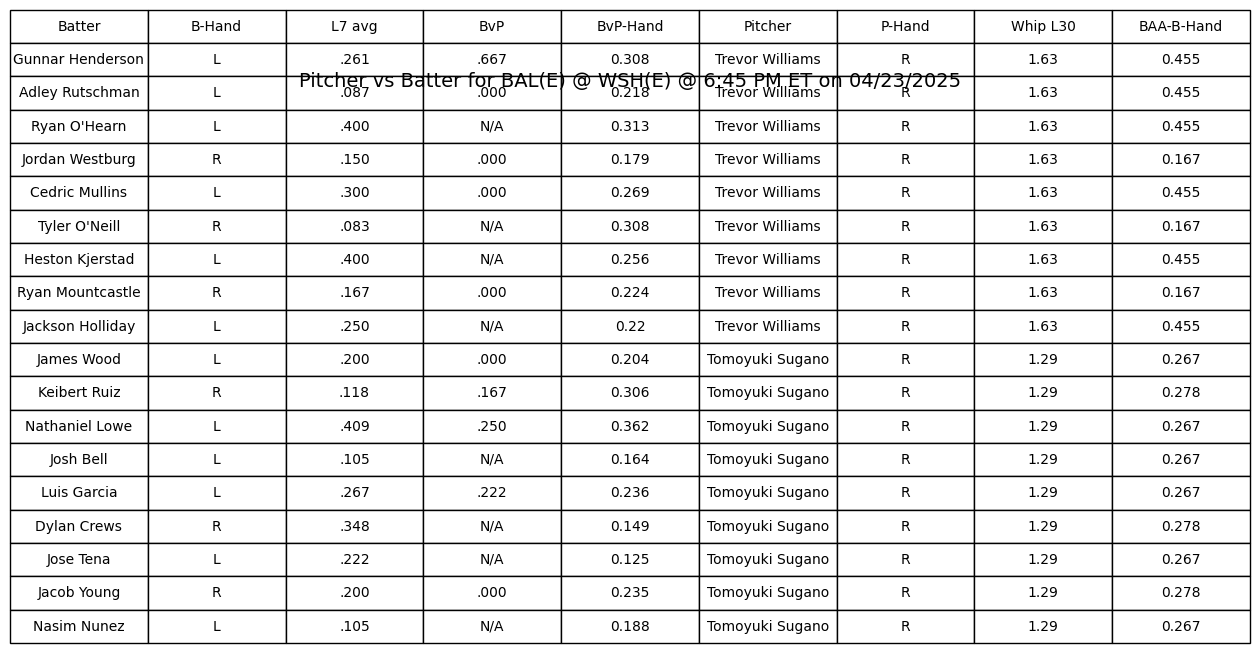 Batter B-Hand L7 avg BvP BvP-Hand Pitcher P-Hand Whip L30 BAA-B-Hand
Gunnar Henderson L .261 .667 0.308 Trevor Williams R 1.63 0.455
Pitcher vs Batter for BAL(E) @ WSH(E) @ 6:45 PM ET on 04/23/2025
Adley Rutschman L .087 .000 0.218 Trevor Williams R 1.63 0.455
Ryan O'Hearn L .400 N/A 0.313 Trevor Williams R 1.63 0.455
Jordan Westburg R .150 .000 0.179 Trevor Williams R 1.63 0.167
Cedric Mullins L .300 .000 0.269 Trevor Williams R 1.63 0.455
Tyler O'Neill R .083 N/A 0.308 Trevor Williams R 1.63 0.167
Heston Kjerstad L .400 N/A 0.256 Trevor Williams R 1.63 0.455
Ryan Mountcastle R .167 .000 0.224 Trevor Williams R 1.63 0.167
Jackson Holliday L .250 N/A 0.22 Trevor Williams R 1.63 0.455
James Wood L .200 .000 0.204 Tomoyuki Sugano R 1.29 0.267
Keibert Ruiz R .118 .167 0.306 Tomoyuki Sugano R 1.29 0.278
Nathaniel Lowe L .409 .250 0.362 Tomoyuki Sugano R 1.29 0.267
Josh Bell L .105 N/A 0.164 Tomoyuki Sugano R 1.29 0.267
Luis Garcia L .267 .222 0.236 Tomoyuki Sugano R 1.29 0.267
Dylan Crews R .348 N/A 0.149 Tomoyuki Sugano R 1.29 0.278
Jose Tena L .222 N/A 0.125 Tomoyuki Sugano R 1.29 0.267
Jacob Young R .200 .000 0.235 Tomoyuki Sugano R 1.29 0.278
Nasim Nunez L .105 N/A 0.188 Tomoyuki Sugano R 1.29 0.267